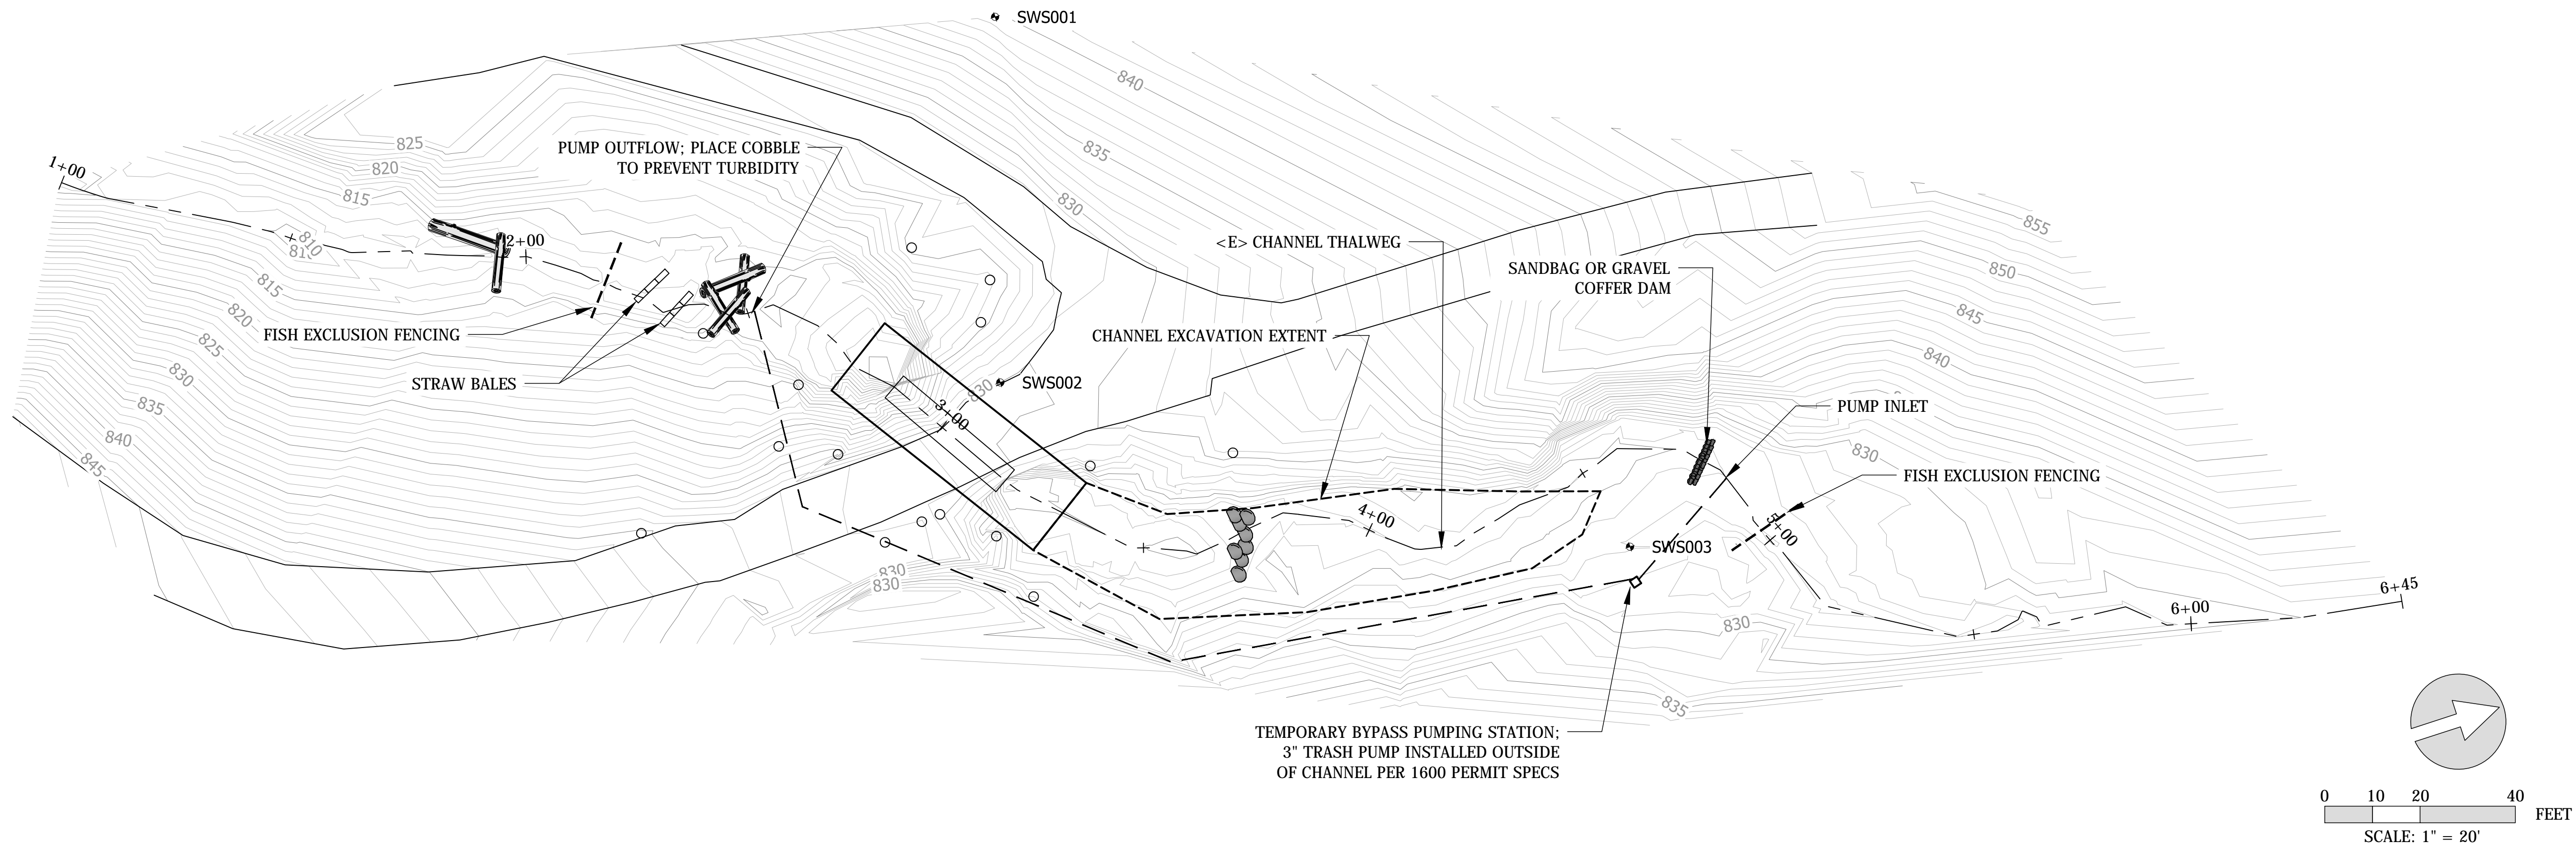 SWS001
840
825
820
835
PUMP OUTFLOW; PLACE COBBLE
TO PREVENT TURBIDITY
1+00
815
830
855
2+00
810
<E> CHANNEL THALWEG
SANDBAG OR GRAVEL
COFFER DAM
850
815
820
845
FISH EXCLUSION FENCING
CHANNEL EXCAVATION EXTENT
825
840
830
STRAW BALES
830
SWS002
835
3+00
PUMP INLET
840
830
845
FISH EXCLUSION FENCING
4+00
5+00
SWS003
830
830
6+45
6+00
830
835
TEMPORARY BYPASS PUMPING STATION;
3" TRASH PUMP INSTALLED OUTSIDE
OF CHANNEL PER 1600 PERMIT SPECS
0 10 20 40
FEET
SCALE: 1" = 20'